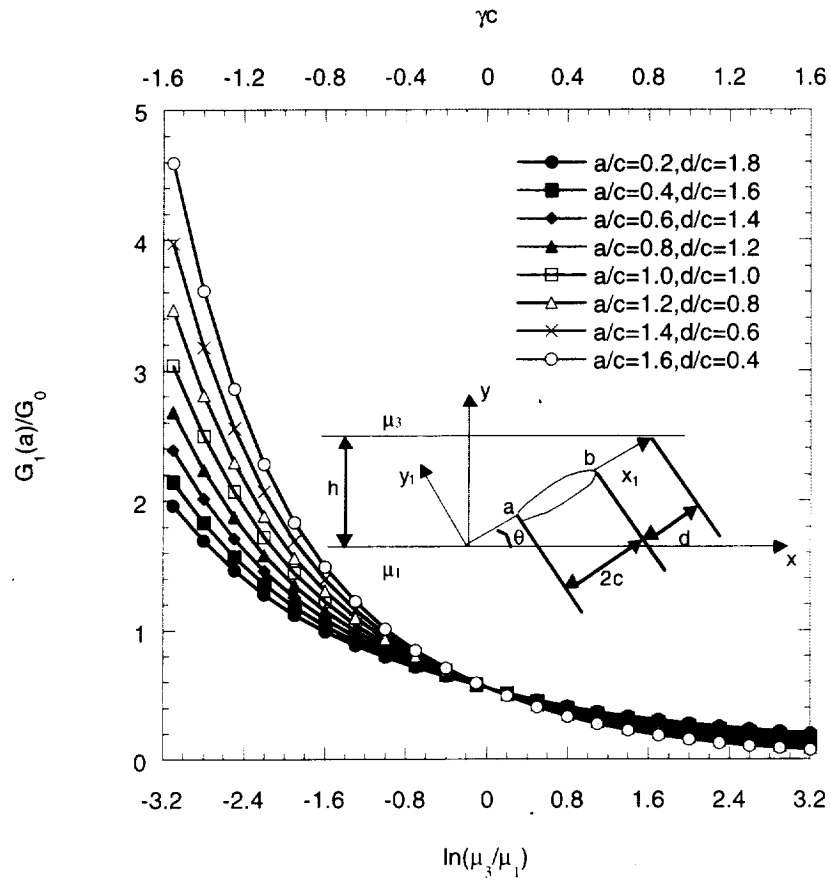 γc
-1.6 -1.2 -0.8 -0.4 0 0.4 0.8 1.2 1.6
5
4
3
2
1
0
G₁(a)/G₀
a/c=0.2,d/c=1.8
a/c=0.4,d/c=1.6
a/c=0.6,d/c=1.4
a/c=0.8,d/c=1.2
a/c=1.0,d/c=1.0
a/c=1.2,d/c=0.8
a/c=1.4,d/c=0.6
a/c=1.6,d/c=0.4
y
μ₃
h
y₁
b
x₁
a
θ
d
x
μ₁
2c
-3.2 -2.4 -1.6 -0.8 0 0.8 1.6 2.4 3.2
ln(μ₃/μ₁)